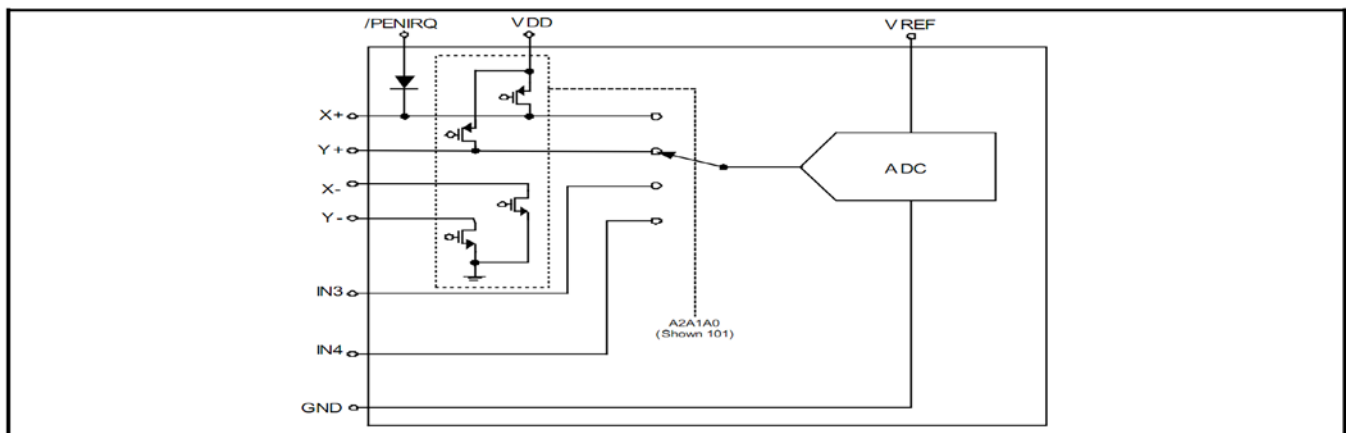 /PENIRQ
VDD
VREF
X+
Y+
X-
Y-
ADC
IN3
A2A1A0
(Shown 101)
IN4
GND